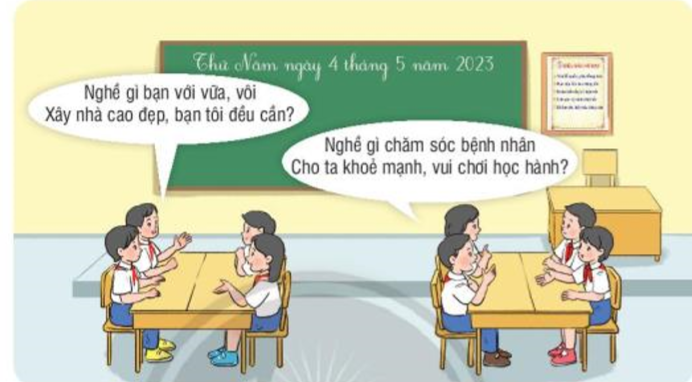 Thứ Năm ngày 4 tháng 5 năm 2023
Nghề gì bạn với vữa, vôi
Xây nhà cao đẹp, bạn tôi đều cần?
Nghề gì chăm sóc bệnh nhân
Cho ta khoẻ mạnh, vui chơi học hành?